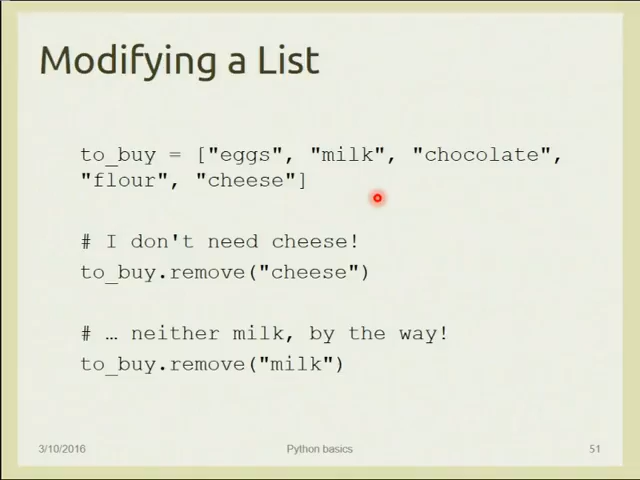 Modifying a List
to_buy = ["eggs", "milk", "chocolate",
"flour", "cheese"]
# I don't need cheese!
to_buy.remove("cheese")
# … neither milk, by the way!
to_buy.remove("milk")
3/10/2016
Python basics
51